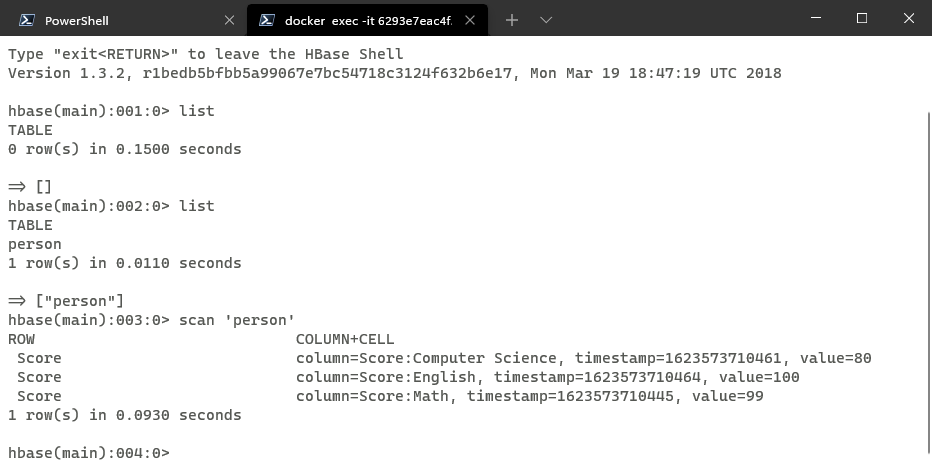 PowerShell
docker exec -it 6293e7eac4f.
Type "exit<RETURN>" to leave the HBase Shell
Version 1.3.2, r1bedb5bfbb5a99067e7bc54718c3124f632b6e17, Mon Mar 19 18:47:19 UTC 2018
hbase(main):001:0> list
TABLE
0 row(s) in 0.1500 seconds
=> []
hbase(main):002:0> list
TABLE
person
1 row(s) in 0.0110 seconds
=> ["person"]
hbase(main):003:0> scan 'person'
ROW COLUMN+CELL
Score column=Score:Computer Science, timestamp=1623573710461, value=80
Score column=Score:English, timestamp=1623573710464, value=100
Score column=Score:Math, timestamp=1623573710445, value=99
1 row(s) in 0.0930 seconds
hbase(main):004:0>